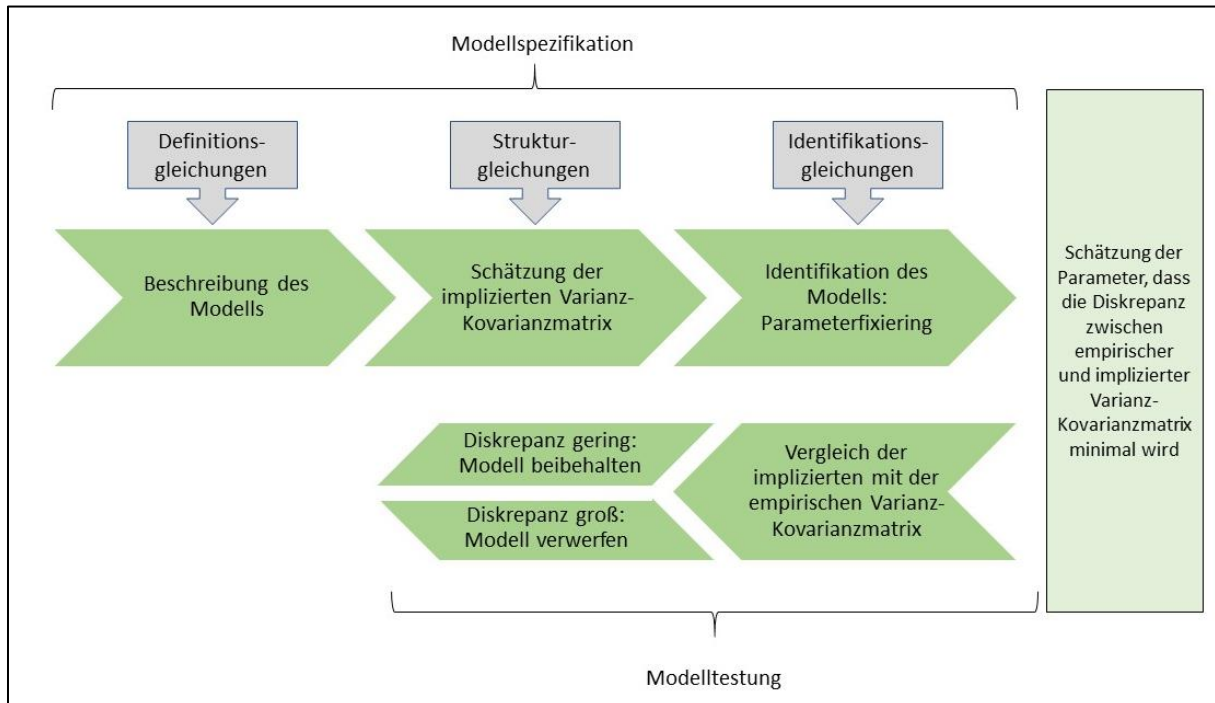 Modellspezifikation
Definitions-
gleichungen
Struktur-
gleichungen
Identifikations-
gleichungen
Beschreibung des
Modells
Schätzung der
implizierten Varianz-
Kovarianzmatrix
Identifikation des
Modells:
Parameterfixiering
Schätzung der
Parameter, dass
die Diskrepanz
zwischen
empirischer
und implizierter
Varianz-
Kovarianzmatrix
minimal wird
Vergleich der
implizierten mit der
empirischen Varianz-
Kovarianzmatrix
Diskrepanz gering:
Modell beibehalten
Diskrepanz groß:
Modell verwerfen
Modelltestung